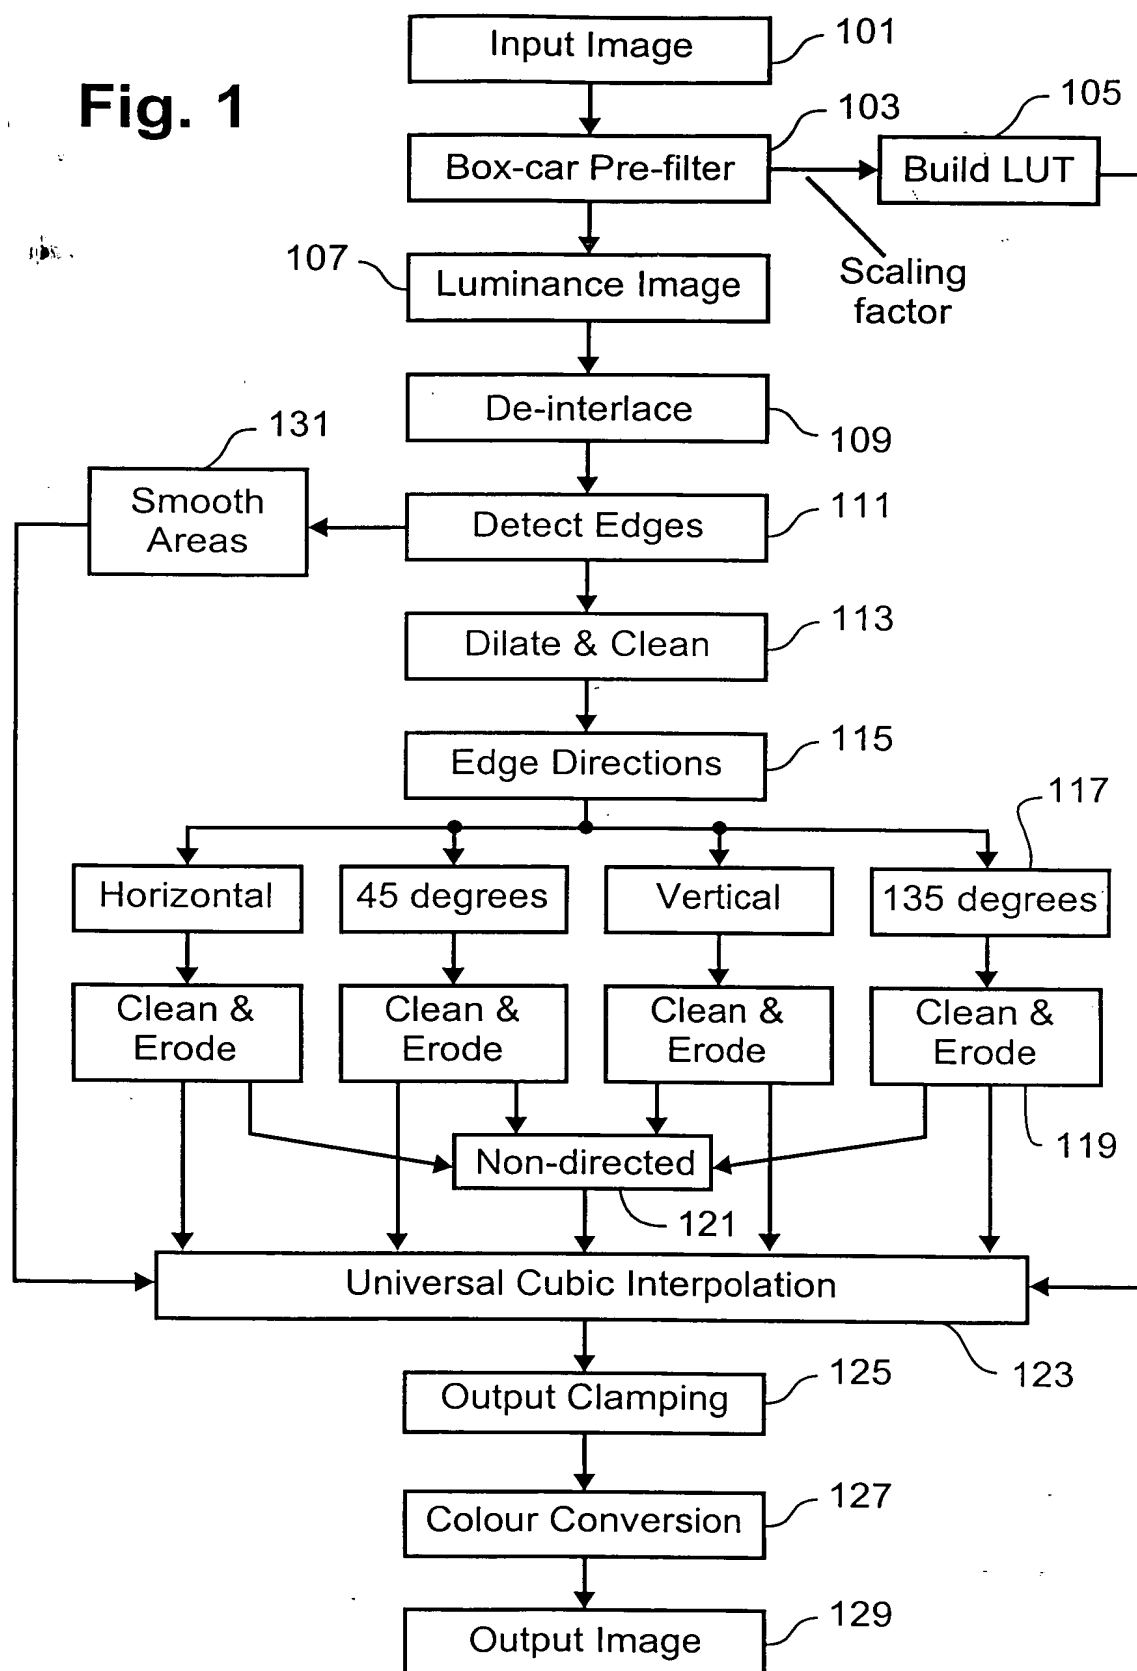 Fig. 1
Input Image
101
103
105
Box-car Pre-filter
Build LUT
Scaling
factor
107
Luminance Image
De-interlace
109
131
Smooth
Areas
Detect Edges
111
Dilate & Clean
113
Edge Directions
115
117
Horizontal
45 degrees
Vertical
135 degrees
Clean &
Erode
Clean &
Erode
Clean &
Erode
Clean &
Erode
119
Non-directed
121
Universal Cubic Interpolation
123
Output Clamping
125
Colour Conversion
127
Output Image
129